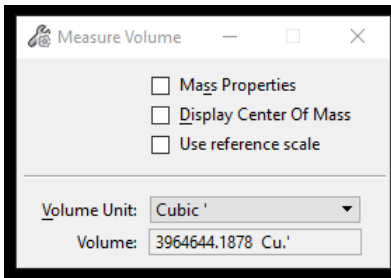 Measure Volume
Mass Properties
Display Center Of Mass
Use reference scale
Volume Unit: Cubic '
Volume: 3964644.1878 Cu.'